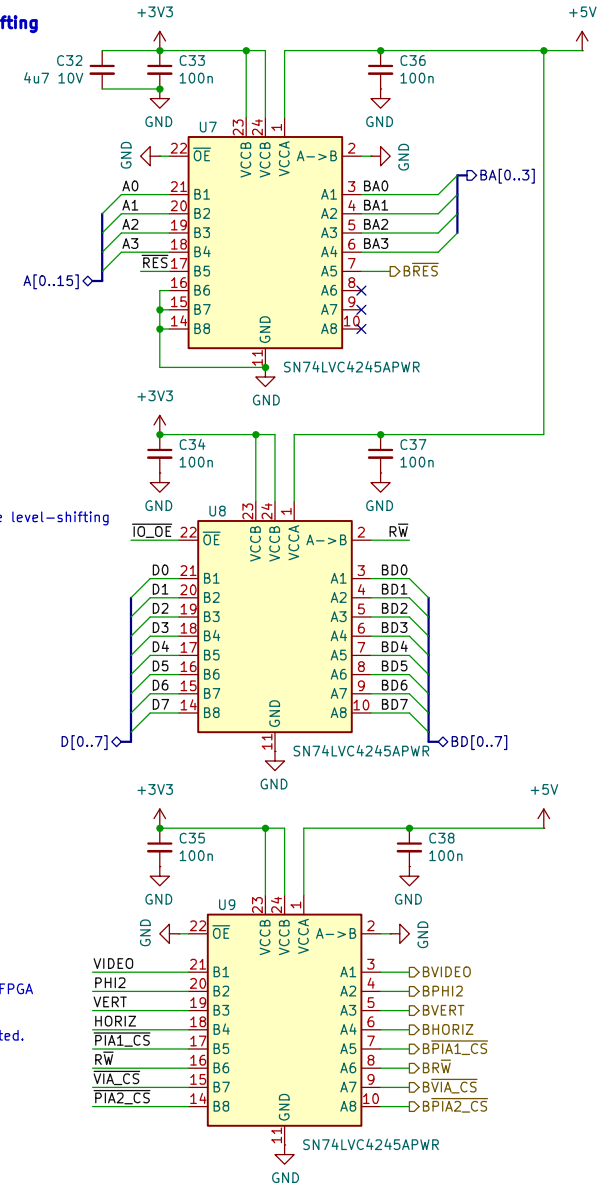 fting
+3V3
+5V
C32
4u7 10V
C33
100n
C36
100n
GND
GND
U7
23 24 1
GND 22 OE VCCB VCCB VCCA A->B 2 GND
A0 21 B1 A1 3 BA0
A1 20 B2 A2 4 BA1
A2 19 B3 A3 5 BA2
A3 18 B4 A4 6 BA3
RES 17 B5 A5 7 BRES
16 B6 A6 8
15 B7 A7 9
14 B8 A8 10
BA[0..3]
A[0..15]
GND
11
SN74LVC4245APWR
GND
+3V3
C34
100n
C37
100n
GND
GND
e level-shifting
U8
23 24 1
IO_OE 22 OE VCCB VCCB VCCA A->B 2 RW
D0 21 B1 A1 3 BD0
D1 20 B2 A2 4 BD1
D2 19 B3 A3 5 BD2
D3 18 B4 A4 6 BD3
D4 17 B5 A5 7 BD4
D5 16 B6 A6 8 BD5
D6 15 B7 A7 9 BD6
D7 14 B8 A8 10 BD7
GND
11
D[0..7]
BD[0..7]
SN74LVC4245APWR
GND
+3V3
+5V
C35
100n
C38
100n
GND
GND
U9
23 24 1
GND 22 OE VCCB VCCB VCCA A->B 2 GND
VIDEO 21 B1 A1 3 BVIDEO
PHI2 20 B2 A2 4 BPHI2
FPGA
VERT 19 B3 A3 5 BVERT
HORIZ 18 B4 A4 6 BHORIZ
ted.
PIA1_CS 17 B5 A5 7 BPIA1_CS
RW 16 B6 A6 8 BRW
VIA_CS 15 B7 A7 9 BVIA_CS
PIA2_CS 14 B8 A8 10 BPIA2_CS
GND
11
SN74LVC4245APWR
GND